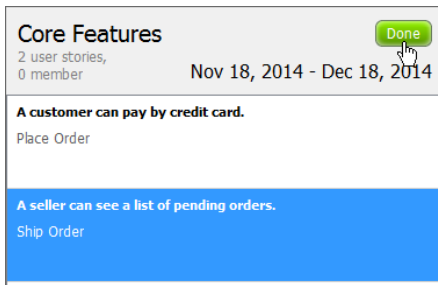 Core Features
Done
2 user stories,
0 member
Nov 18, 2014 - Dec 18, 2014
A customer can pay by credit card.
Place Order
A seller can see a list of pending orders.
Ship Order